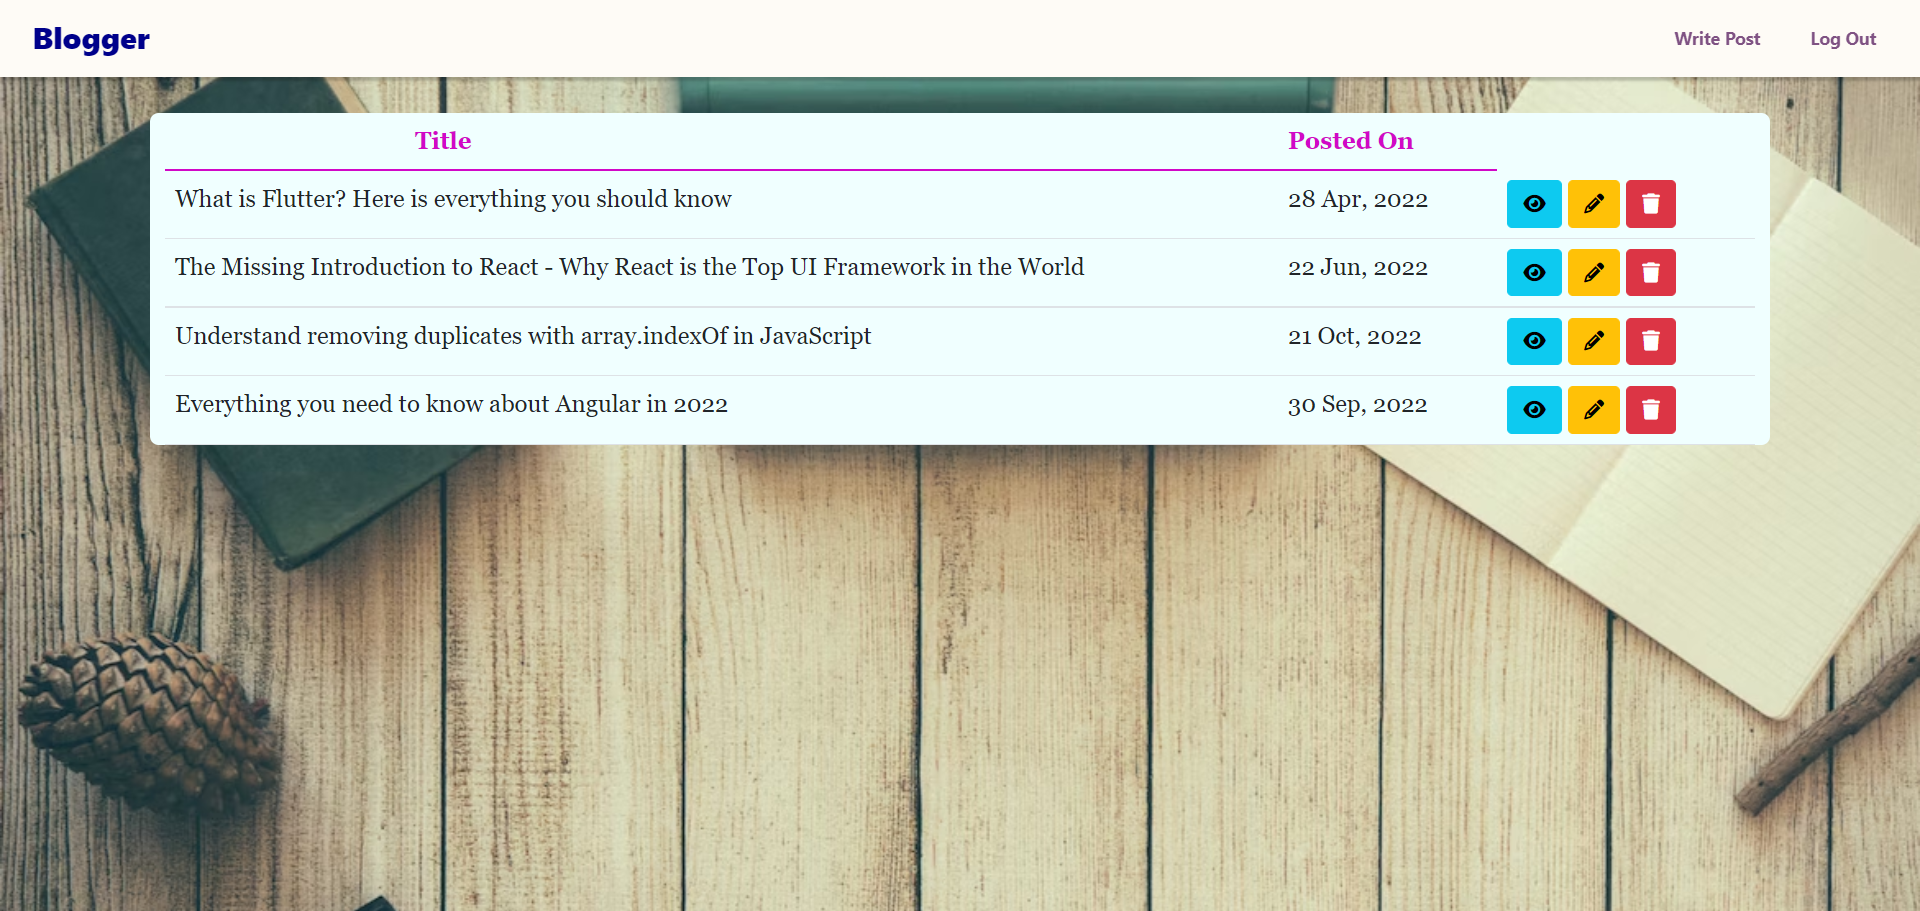 Blogger Write Post Log Out
Title Posted On
What is Flutter? Here is everything you should know 28 Apr, 2022
The Missing Introduction to React - Why React is the Top UI Framework in the World 22 Jun, 2022
Understand removing duplicates with array.indexOf in JavaScript 21 Oct, 2022
Everything you need to know about Angular in 2022 30 Sep, 2022